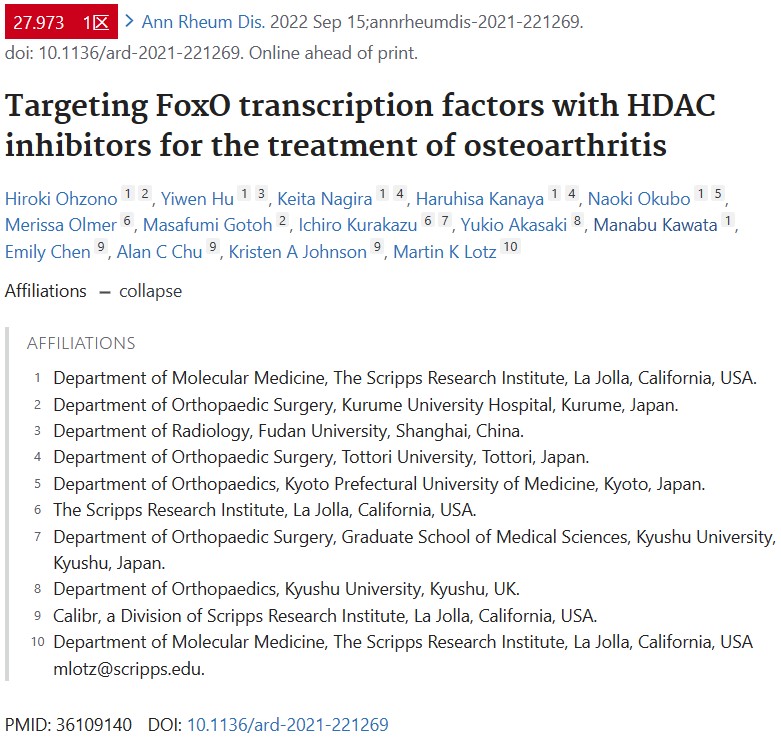 27.973 1区 > Ann Rheum Dis. 2022 Sep 15;annrheumdis-2021-221269.
doi: 10.1136/ard-2021-221269. Online ahead of print.
Targeting FoxO transcription factors with HDAC
inhibitors for the treatment of osteoarthritis
Hiroki Ohzono 1 2, Yiwen Hu 1 3, Keita Nagira 1 4, Haruhisa Kanaya 1 4, Naoki Okubo 1 5,
Merissa Olmer 6, Masafumi Gotoh 2, Ichiro Kurakazu 6 7, Yukio Akasaki 8, Manabu Kawata 1,
Emily Chen 9, Alan C Chu 9, Kristen A Johnson 9, Martin K Lotz 10
Affiliations – collapse
AFFILIATIONS
1 Department of Molecular Medicine, The Scripps Research Institute, La Jolla, California, USA.
2 Department of Orthopaedic Surgery, Kurume University Hospital, Kurume, Japan.
3 Department of Radiology, Fudan University, Shanghai, China.
4 Department of Orthopaedic Surgery, Tottori University, Tottori, Japan.
5 Department of Orthopaedics, Kyoto Prefectural University of Medicine, Kyoto, Japan.
6 The Scripps Research Institute, La Jolla, California, USA.
7 Department of Orthopaedic Surgery, Graduate School of Medical Sciences, Kyushu University,
Kyushu, Japan.
8 Department of Orthopaedics, Kyushu University, Kyushu, UK.
9 Calibr, a Division of Scripps Research Institute, La Jolla, California, USA.
10 Department of Molecular Medicine, The Scripps Research Institute, La Jolla, California, USA
mlotz@scripps.edu.
PMID: 36109140 DOI: 10.1136/ard-2021-221269